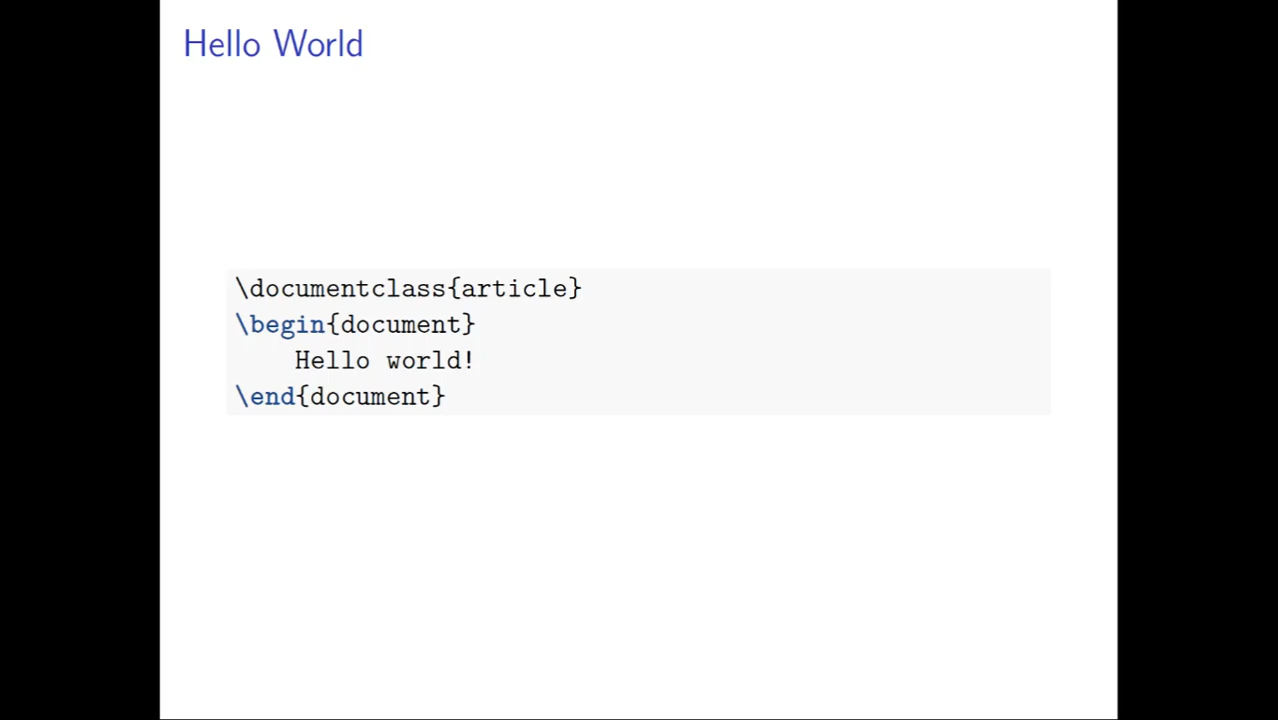 Hello World
\documentclass{article}
\begin{document}
    Hello world!
\end{document}